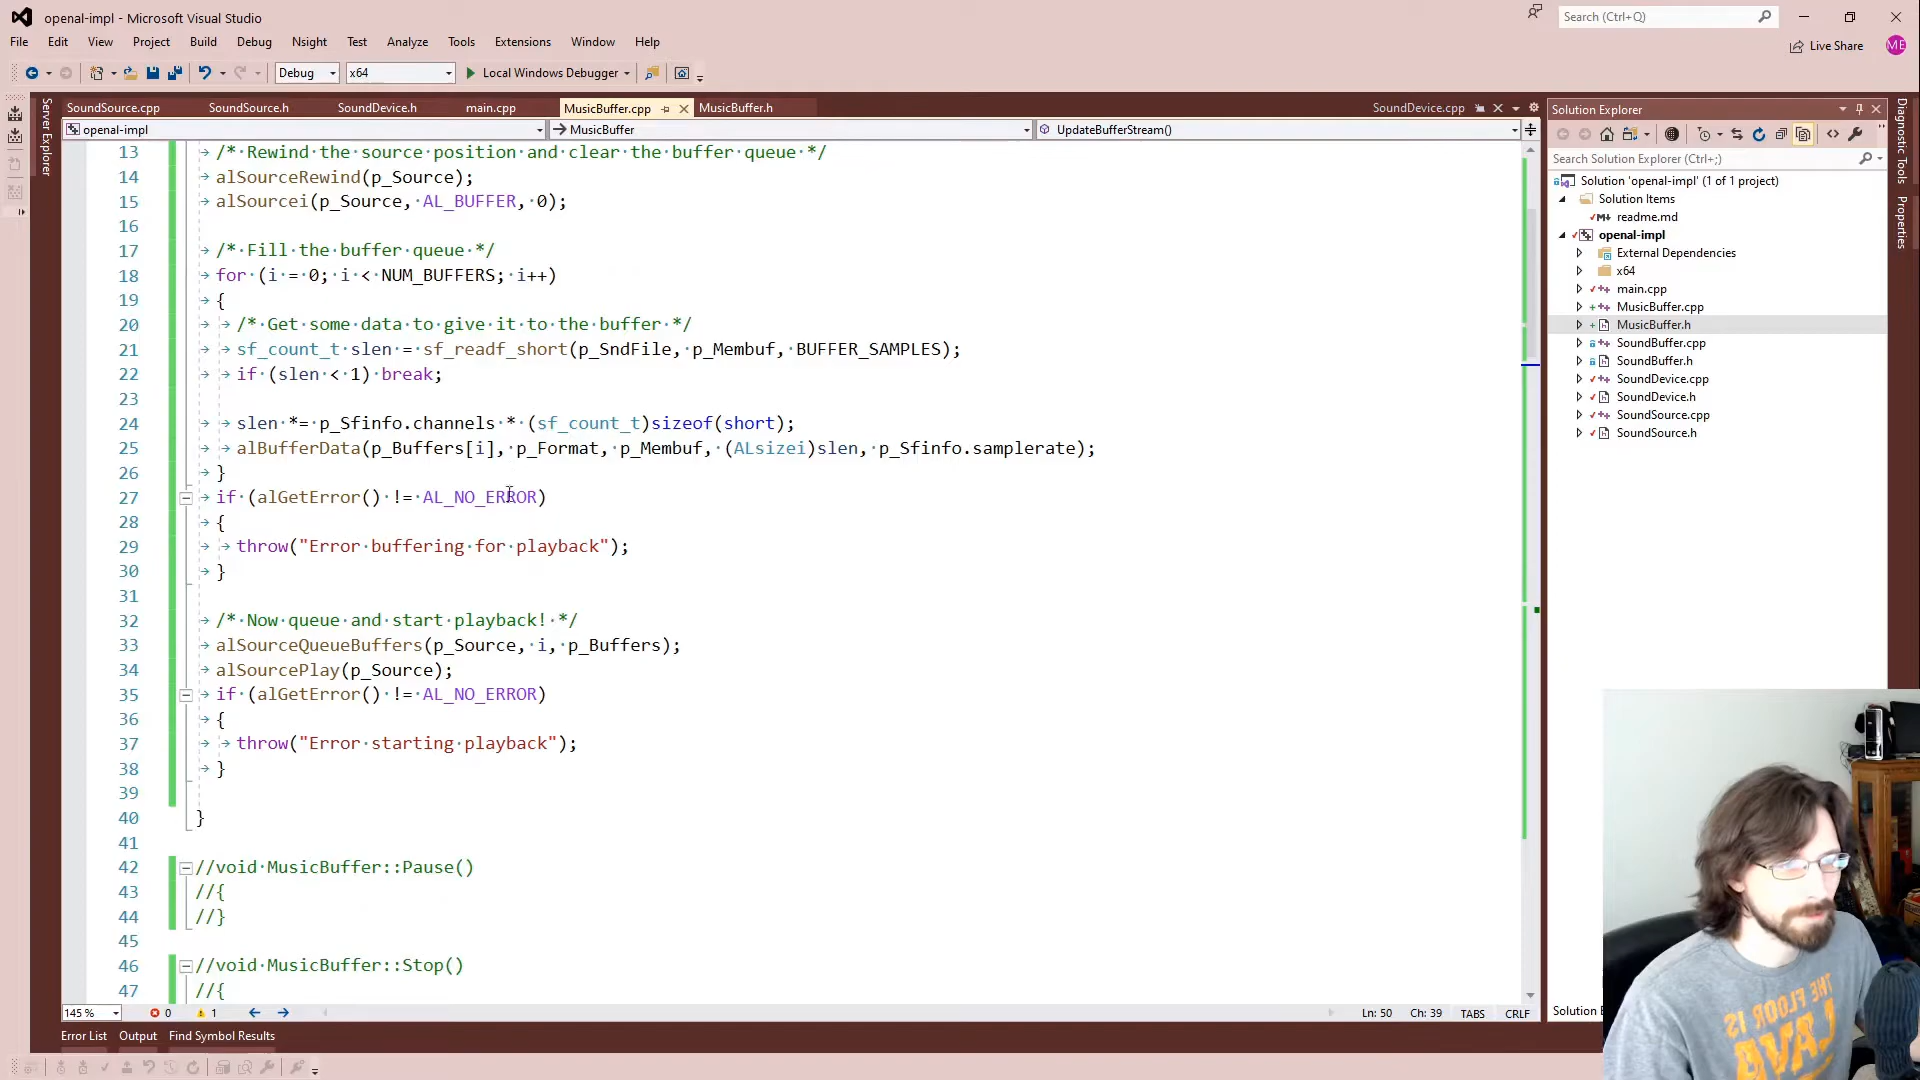 openal-impl - Microsoft Visual Studio
Search (Ctrl+Q)
File Edit View Project Build Debug Nsight Test Analyze Tools Extensions Window Help
Live Share
ME
Debug
x64
Local Windows Debugger
Server Explorer
SoundSource.cpp SoundSource.h SoundDevice.h main.cpp MusicBuffer.cpp MusicBuffer.h
SoundDevice.cpp
openal-impl
MusicBuffer
UpdateBufferStream()
13 /* Rewind the source position and clear the buffer queue */
14 alSourceRewind(p_Source);
15 alSourcei(p_Source, AL_BUFFER, 0);
16
17 /* Fill the buffer queue */
18 for (i = 0; i < NUM_BUFFERS; i++)
19 {
20 /* Get some data to give it to the buffer */
21 sf_count_t slen = sf_readf_short(p_SndFile, p_Membuf, BUFFER_SAMPLES);
22 if (slen < 1) break;
23
24 slen *= p_Sfinfo.channels * (sf_count_t)sizeof(short);
25 alBufferData(p_Buffers[i], p_Format, p_Membuf, (ALsizei)slen, p_Sfinfo.samplerate);
26 }
27 if (alGetError() != AL_NO_ERROR)
28 {
29 throw("Error buffering for playback");
30 }
31
32 /* Now queue and start playback! */
33 alSourceQueueBuffers(p_Source, i, p_Buffers);
34 alSourcePlay(p_Source);
35 if (alGetError() != AL_NO_ERROR)
36 {
37 throw("Error starting playback");
38 }
39
40 }
41
42 //void MusicBuffer::Pause()
43 //{
44 //}
45
46 //void MusicBuffer::Stop()
47 //{
145 %
0
1
Ln: 50 Ch: 39 TABS CRLF
Error List Output Find Symbol Results
Solution Explorer
Search Solution Explorer (Ctrl+;)
Solution 'openal-impl' (1 of 1 project)
Solution Items
readme.md
openal-impl
External Dependencies
x64
main.cpp
MusicBuffer.cpp
MusicBuffer.h
SoundBuffer.cpp
SoundBuffer.h
SoundDevice.cpp
SoundDevice.h
SoundSource.cpp
SoundSource.h
Solution E
Diagnostic Tools
Properties
THE
FLOOR IS
LAVA